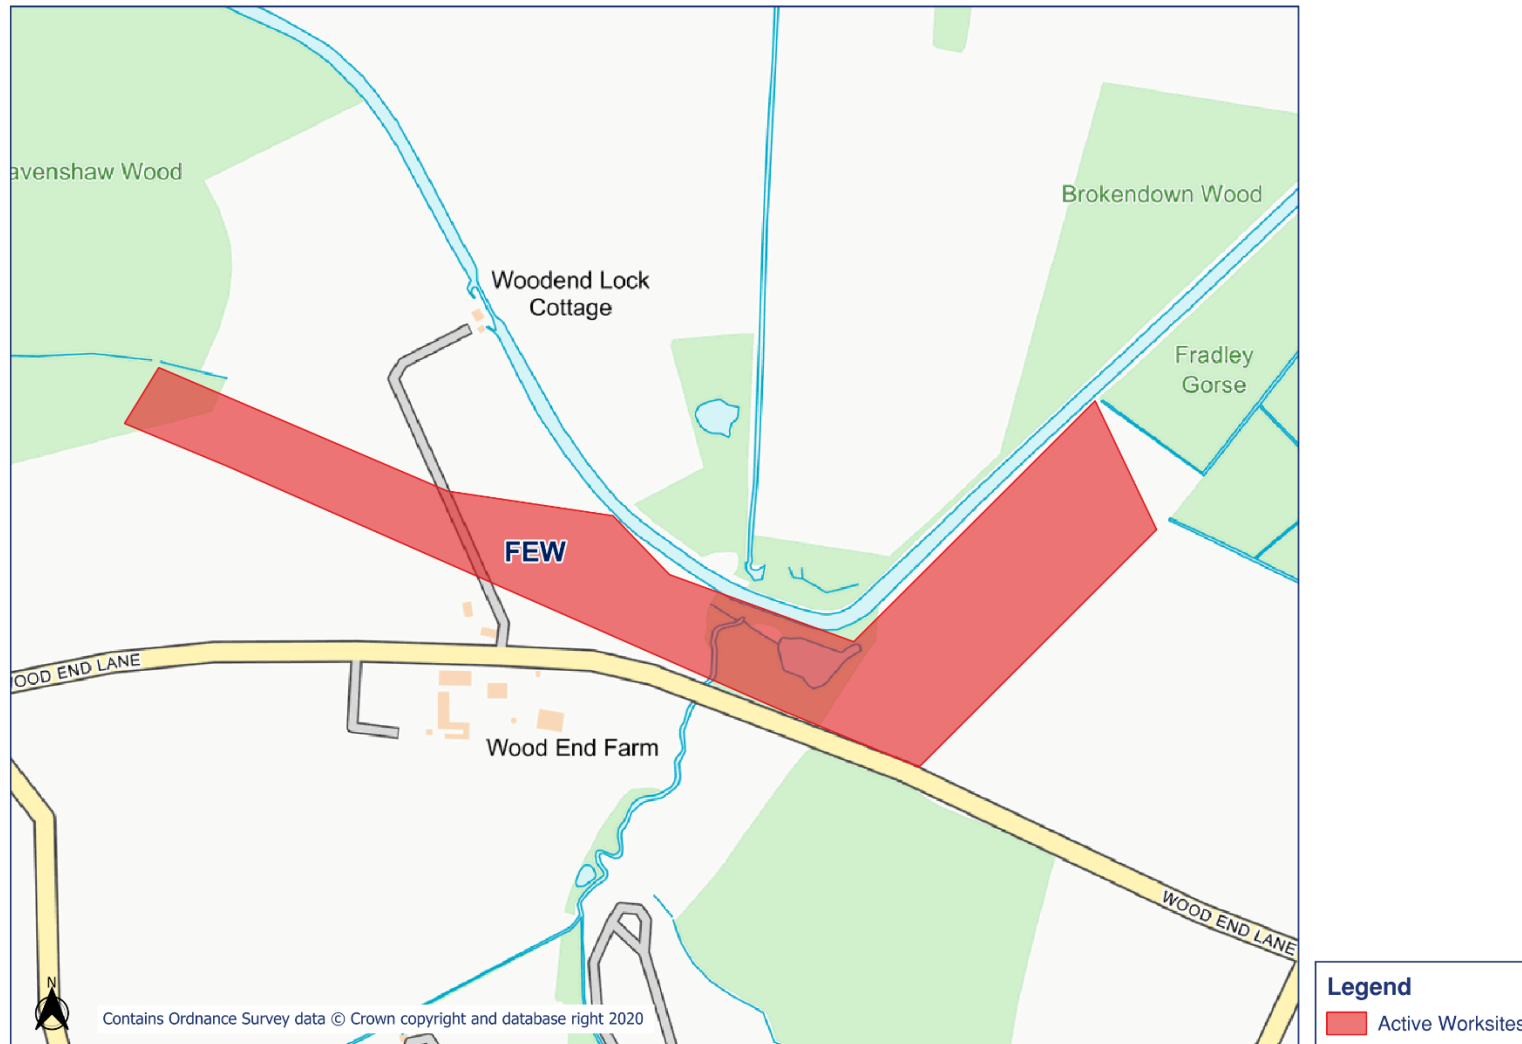 avenshaw Wood
Brokendown Wood
Woodend Lock
Cottage
Fradley
Gorse
FEW
OOD END LANE
Wood End Farm
WOOD END LANE
N
Contains Ordnance Survey data © Crown copyright and database right 2020
Legend
Active Worksites